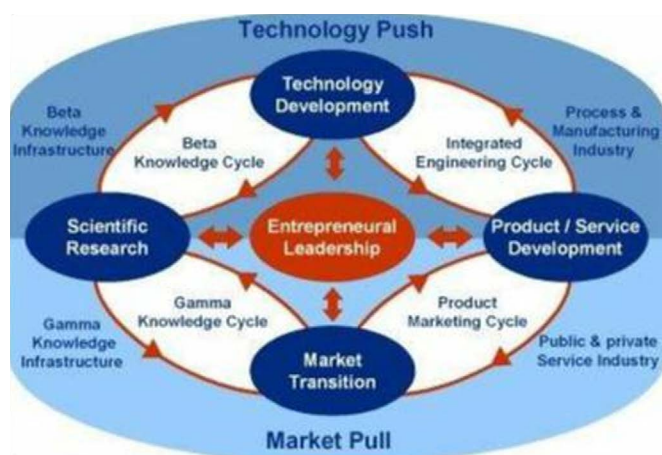 Technology Push
Technology
Development
Beta
Knowledge
Infrastructure
Process &
Manufacturing
Industry
Beta
Knowledge Cycle
Integrated
Engineering Cycle
Scientific
Research
Entrepreneurial
Leadership
Product / Service
Development
Gamma
Knowledge Cycle
Product
Marketing Cycle
Gamma
Knowledge
Infrastructure
Public & private
Service Industry
Market
Transition
Market Pull